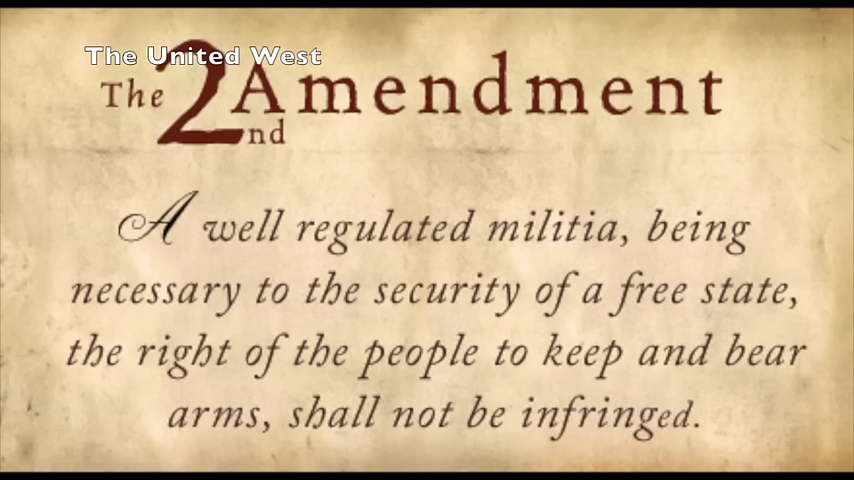 The United West
The 2nd Amendment
A well regulated militia, being
necessary to the security of a free state,
the right of the people to keep and bear
arms, shall not be infringed.